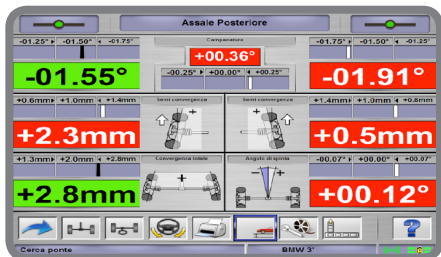 Assale Posteriore
-01.25° -01.50° -01.75°
Campanatura
-01.75° -01.50° -01.25°
+00.36°
-01.55°
-00.25° +00.00° +00.25°
-01.91°
+0.6mm +1.0mm +1.4mm
Semi convergenza
Semi convergenza
+1.4mm +1.0mm +0.6mm
+2.3mm
+0.5mm
+1.3mm +2.0mm +2.8mm
Convergenza totale
Angolo di spinta
-00.07° +00.00° +00.07°
+2.8mm
+00.12°
?
Cerca ponte
BMW 3'